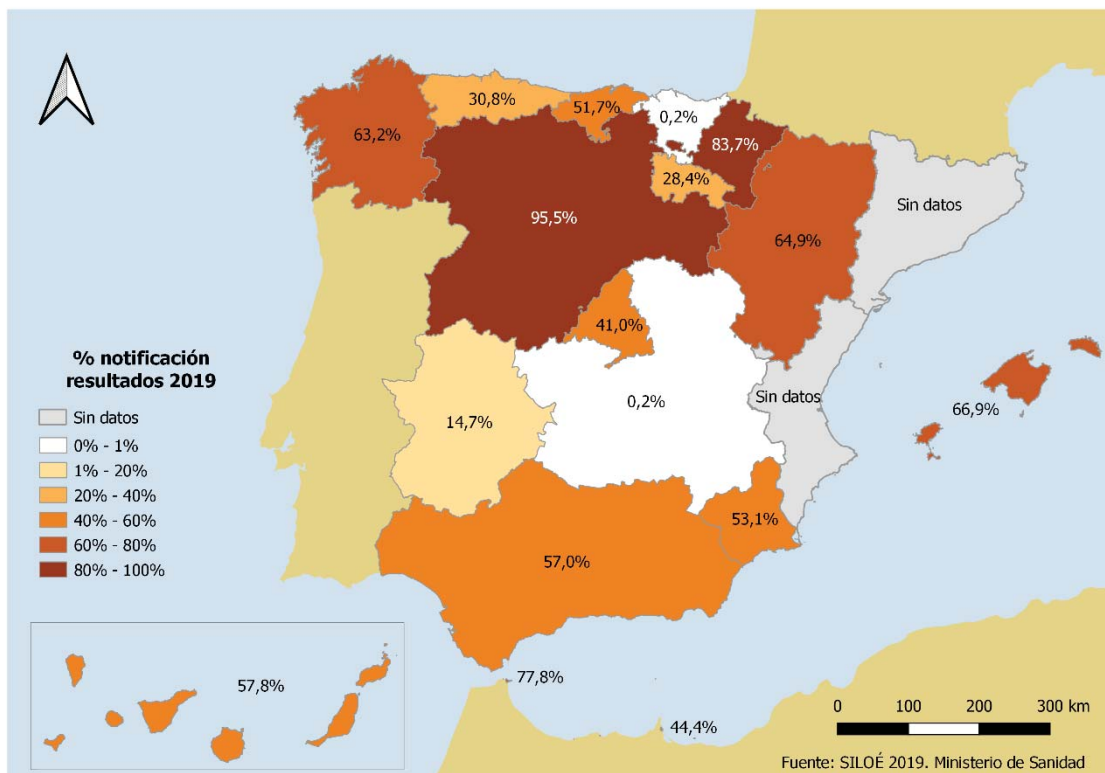 30,8%
51,7%
0,2%
63,2%
83,7%
28,4%
Sin datos
95,5%
64,9%
41,0%
% notificación
resultados 2019
Sin datos
0% - 1%
1% - 20%
20% - 40%
40% - 60%
60% - 80%
80% - 100%
14,7%
0,2%
Sin datos
66,9%
53,1%
57,0%
57,8%
77,8%
44,4%
0 100 200 300 km
Fuente: SILOÉ 2019. Ministerio de Sanidad